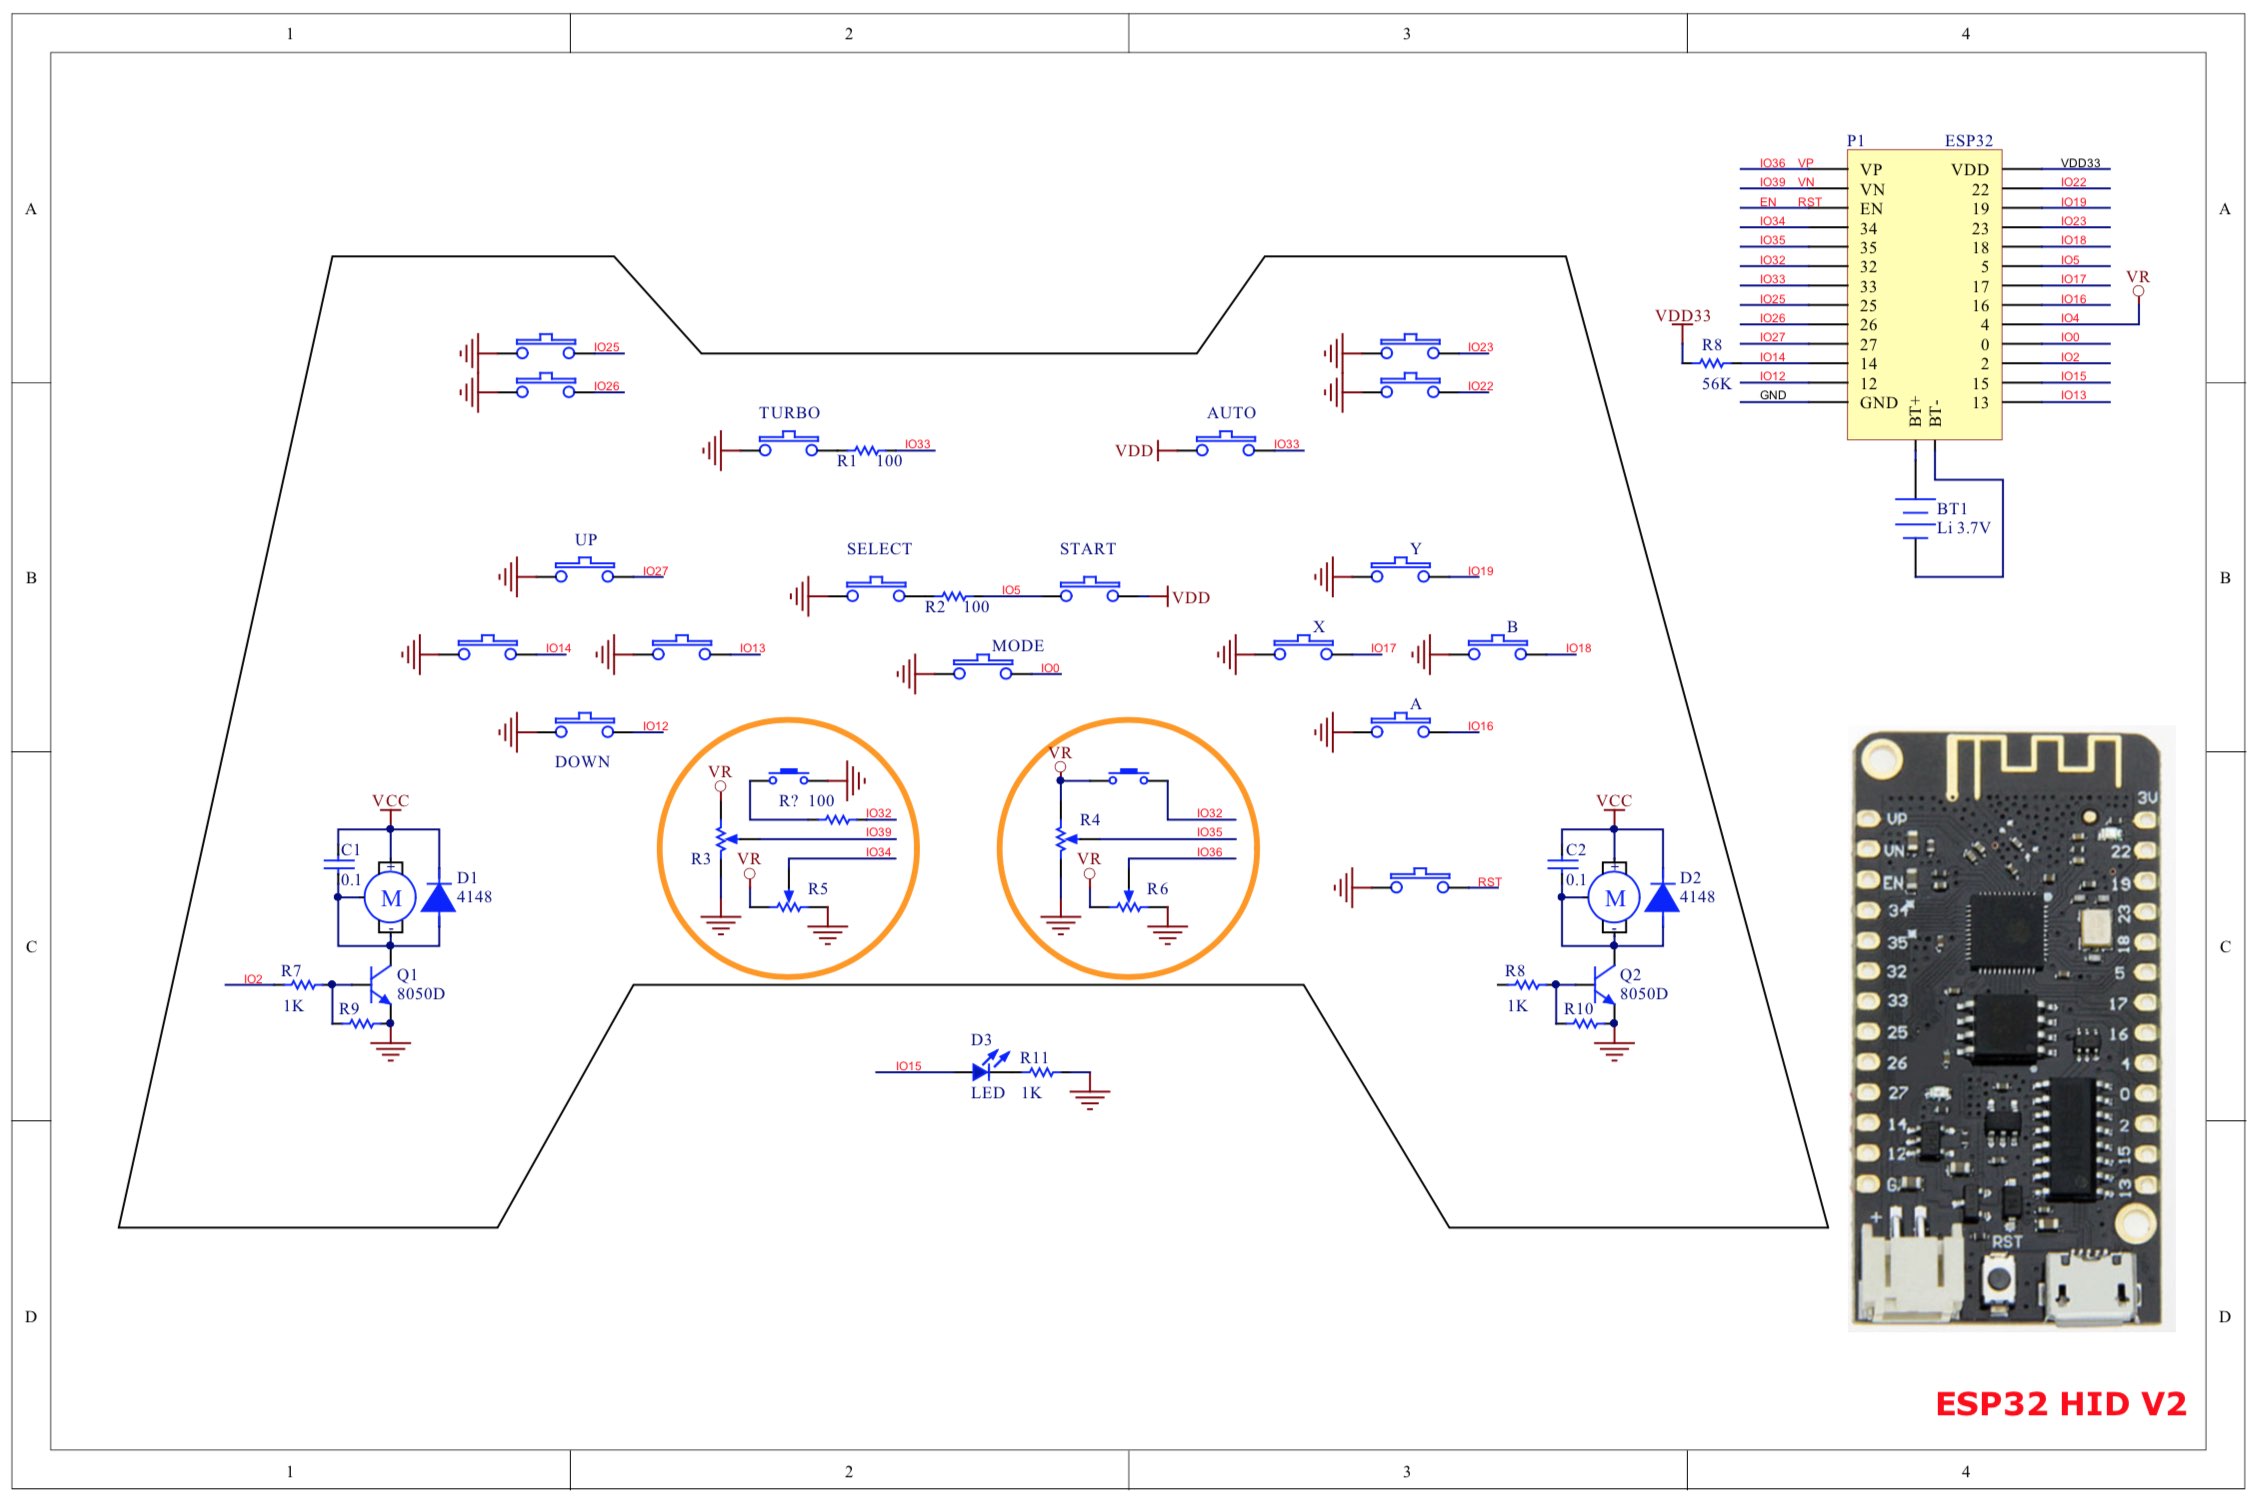 1 2 3 4
A A
B B
C C
D D
1 2 3 4
IO25
IO26
TURBO
R1 100
IO33
AUTO
VDD
IO33
IO23
IO22
UP
IO27
IO14
IO13
IO12
DOWN
SELECT
R2 100
IO5
START
VDD
MODE
IO0
Y
IO19
X
IO17
B
IO18
A
IO16
VR
R? 100
IO32
IO39
IO34
R3
VR
R5
VR
R4
IO32
IO35
IO36
VR
R6
RST
VCC
C1
0.1
M
+
-
D1
4148
IO2
R7
1K
R9
Q1
8050D
VCC
C2
0.1
M
+
-
D2
4148
R8
1K
R10
Q2
8050D
IO15
D3
LED
R11
1K
P1 ESP32
IO36 VP VP VDD VDD33
IO39 VN VN 22 IO22
EN RST EN 19 IO19
IO34 34 23 IO23
IO35 35 18 IO18
IO32 32 5 IO5
IO33 33 17 IO17
IO25 25 16 IO16
IO26 26 4 IO4
IO27 27 0 IO0
IO14 14 2 IO2
IO12 12 15 IO15
GND GND 13 IO13
VR
VDD33
R8
56K
BT+
BT-
BT1
Li 3.7V
3V
VP
VN 22
EN 19
34 23
35 18
32 5
33 17
25 16
26 4
27 0
14 2
12 15
G 13
+
RST
ESP32 HID V2